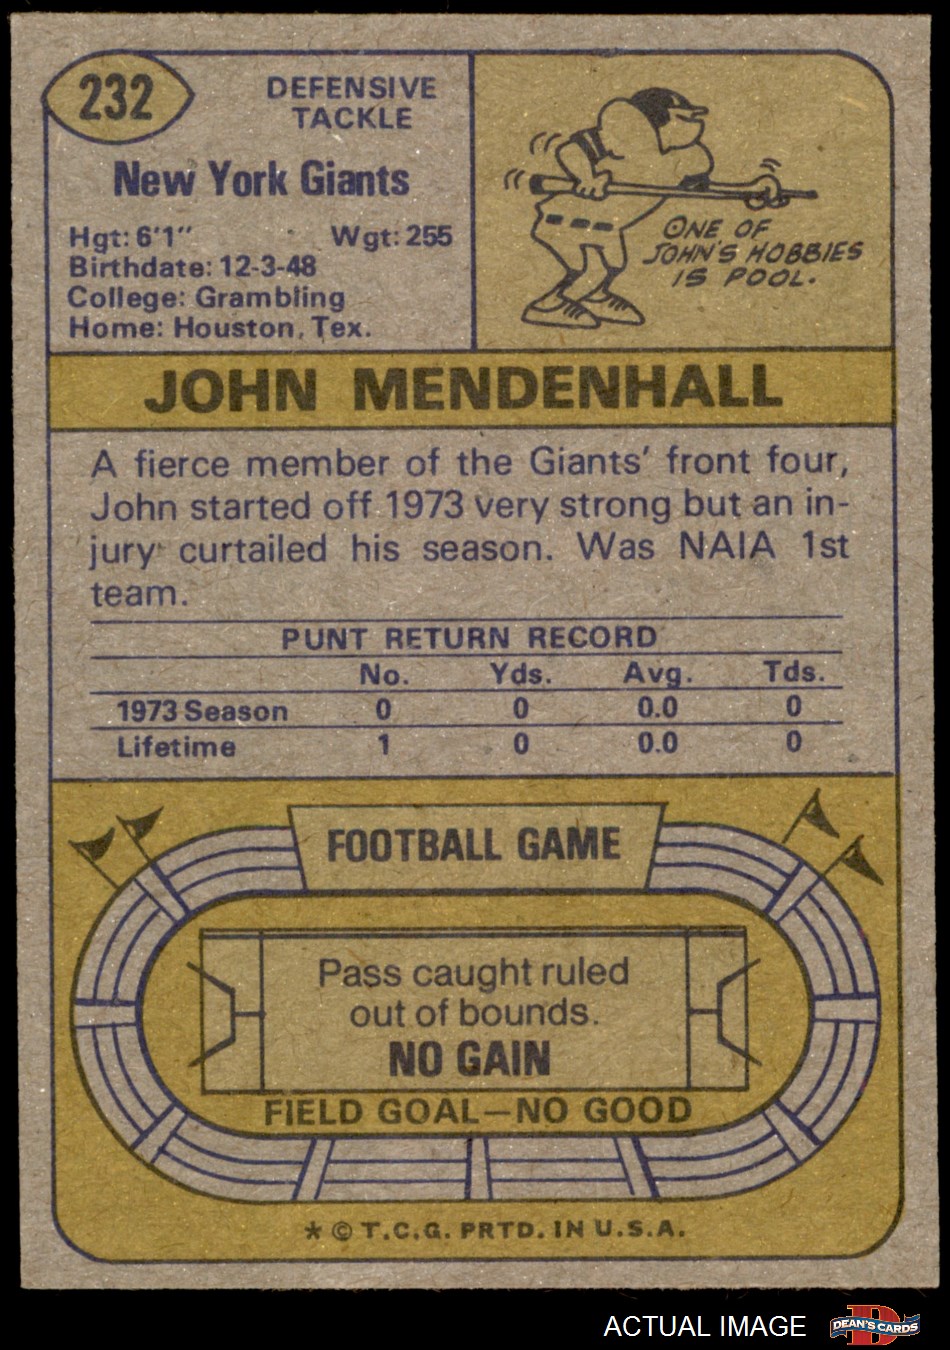 232
DEFENSIVE
TACKLE
New York Giants
Hgt: 6'1" Wgt: 255
Birthdate: 12-3-48
College: Grambling
Home: Houston, Tex.
ONE OF
JOHN'S HOBBIES
IS POOL.
JOHN MENDENHALL
A fierce member of the Giants' front four,
John started off 1973 very strong but an in-
jury curtailed his season. Was NAIA 1st
team.
PUNT RETURN RECORD
No. Yds. Avg. Tds.
1973 Season 0 0 0.0 0
Lifetime 1 0 0.0 0
FOOTBALL GAME
Pass caught ruled
out of bounds.
NO GAIN
FIELD GOAL—NO GOOD
* © T.C.G. PRTD. IN U.S.A.
ACTUAL IMAGE
D
DEAN'S CARDS